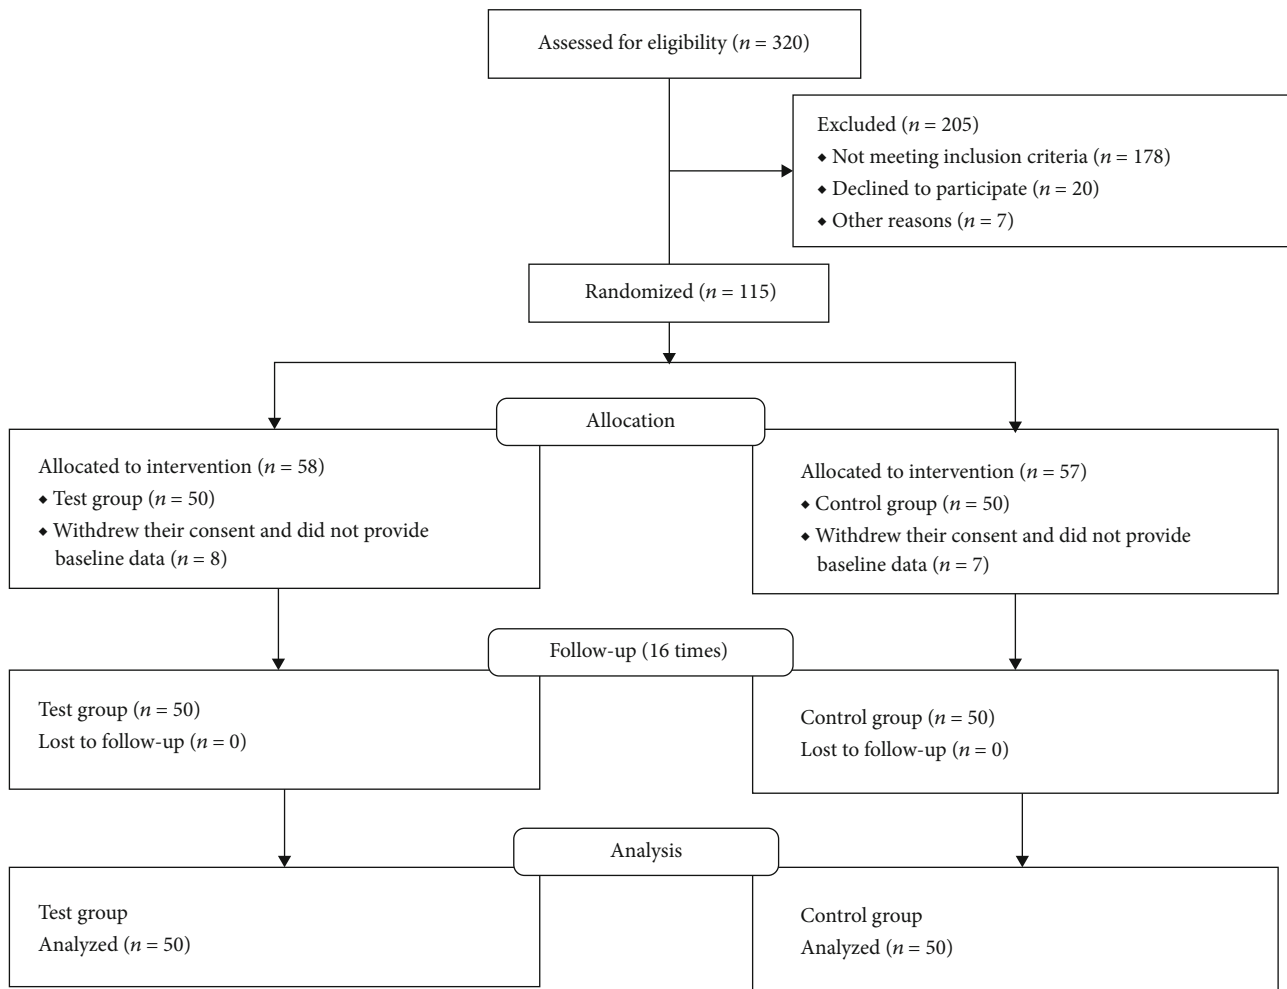 Assessed for eligibility (n = 320)
Excluded (n = 205)
◆ Not meeting inclusion criteria (n = 178)
◆ Declined to participate (n = 20)
◆ Other reasons (n = 7)
Randomized (n = 115)
Allocation
Allocated to intervention (n = 58)
◆ Test group (n = 50)
◆ Withdrew their consent and did not provide
baseline data (n = 8)
Allocated to intervention (n = 57)
◆ Control group (n = 50)
◆ Withdrew their consent and did not provide
baseline data (n = 7)
Follow-up (16 times)
Test group (n = 50)
Lost to follow-up (n = 0)
Control group (n = 50)
Lost to follow-up (n = 0)
Analysis
Test group
Analyzed (n = 50)
Control group
Analyzed (n = 50)